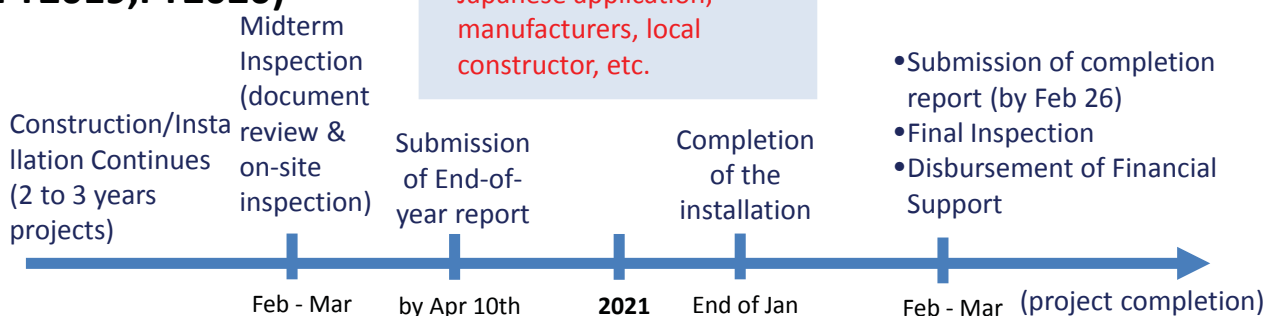 Midterm
Inspection
(document
review &
on-site
inspection)
manufacturers, local
constructor, etc.
Construction/Insta
llation Continues
(2 to 3 years
projects)
Submission
of End-of-
year report
Completion
of the
installation
•Submission of completion
report (by Feb 26)
•Final Inspection
•Disbursement of Financial
Support
Feb - Mar
by Apr 10th
2021
End of Jan
Feb - Mar
(project completion)